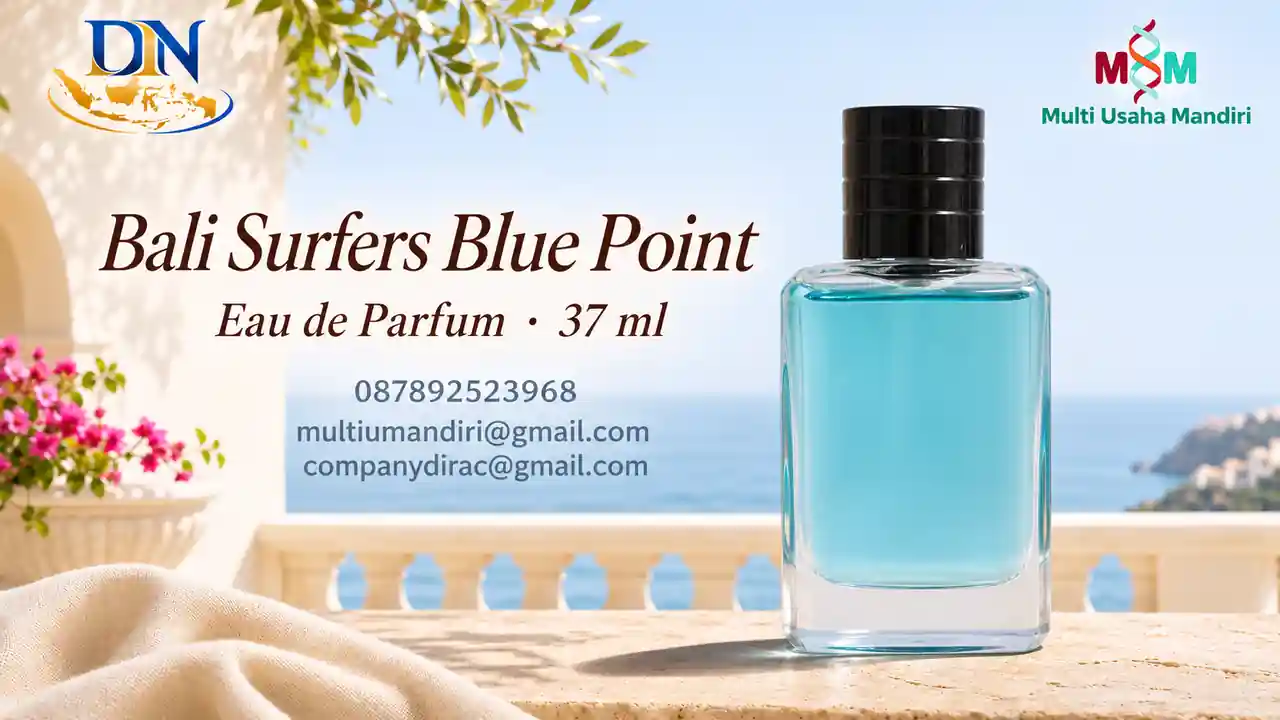 DIN
MSM
Multi Usaha Mandiri
Bali Surfers Blue Point
Eau de Parfum · 37 ml
087892523968
multiumandiri@gmail.com
companydirac@gmail.com